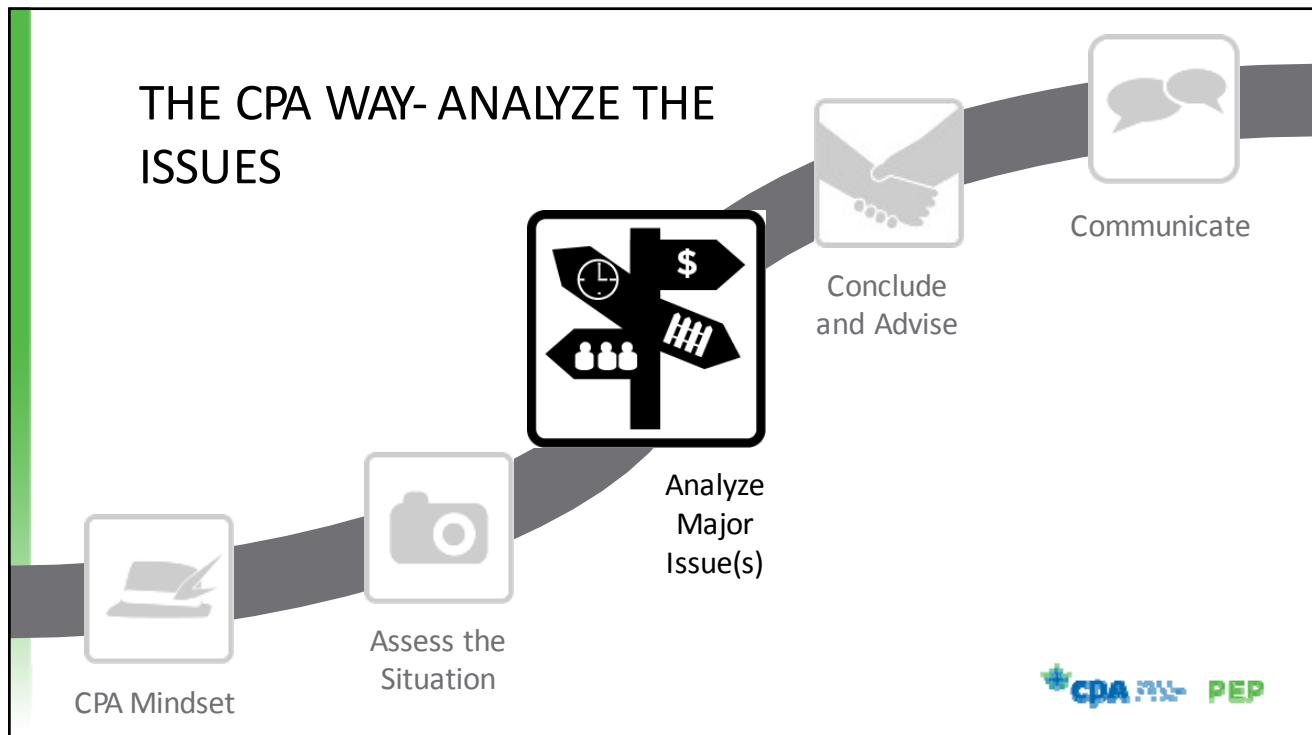 THE CPA WAY- ANALYZE THE
ISSUES
$
Communicate
Conclude
and Advise
Analyze
Major
Issue(s)
Assess the
Situation
CPA Mindset
CPA
PEP